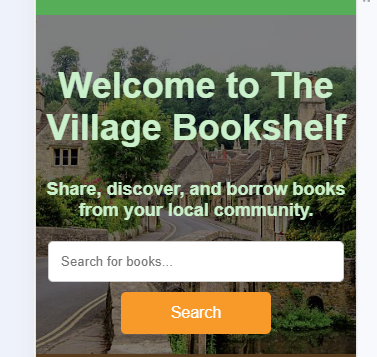 Welcome to The
Village Bookshelf
Share, discover, and borrow books
from your local community.
Search for books...
Search